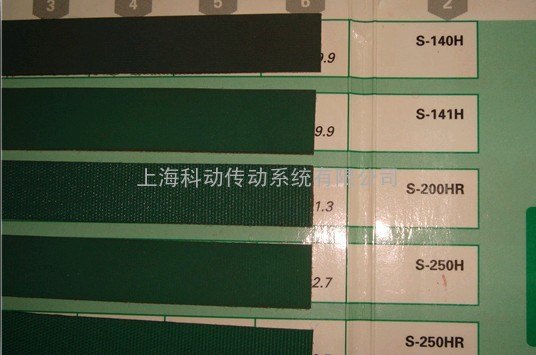 3 4 5 6 2
.9 S-140H
9.9 S-141H
上海科动传动系统有限公司
1.3 S-200HR
2.7 S-250H
S-250HR